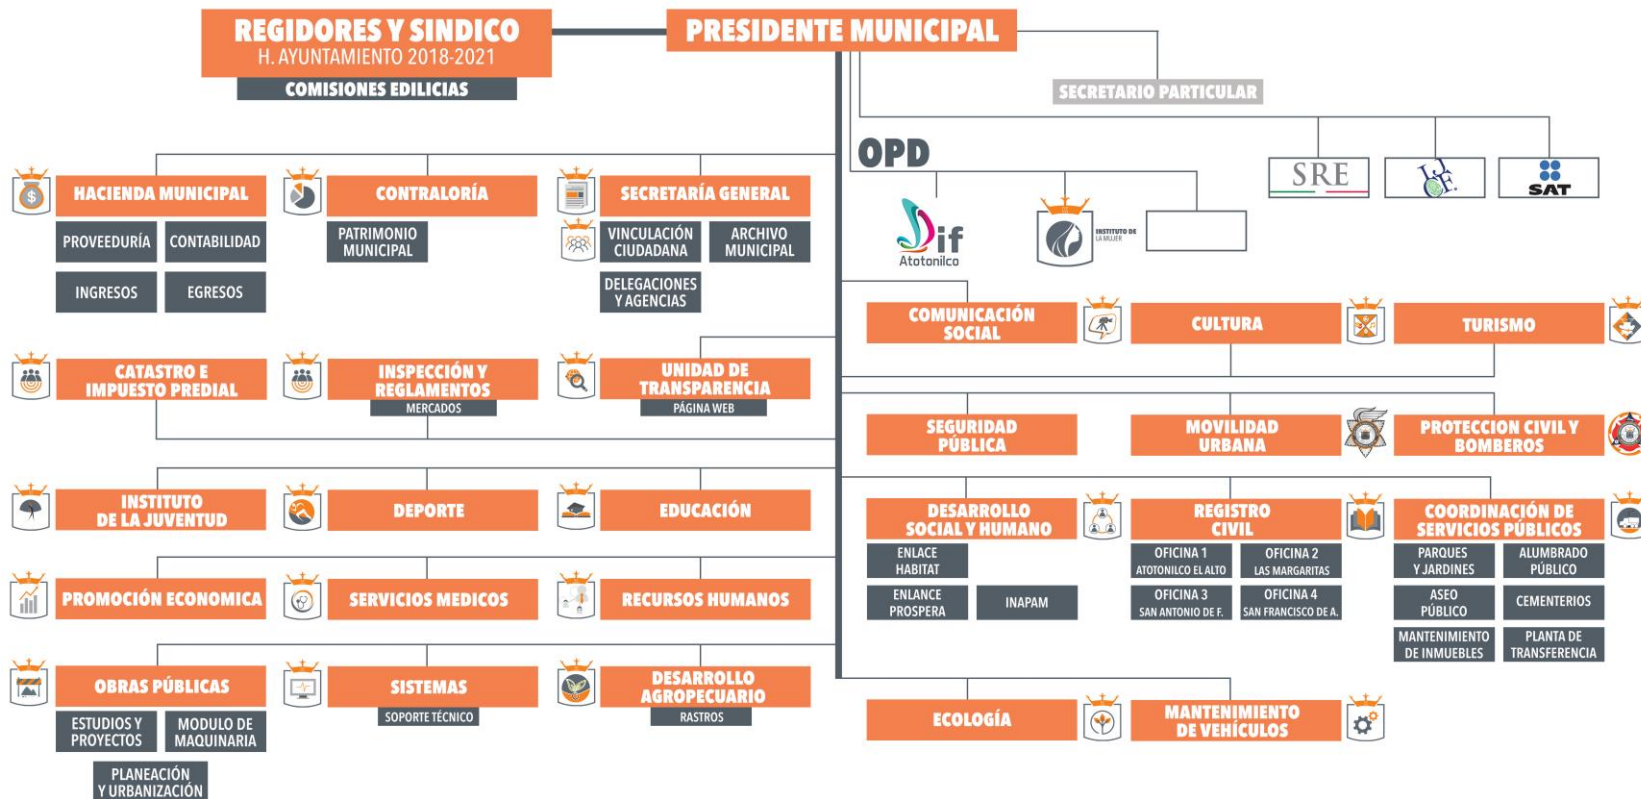 REGIDORES Y SINDICO
H. AYUNTAMIENTO 2018-2021
COMISIONES EDILICIAS
PRESIDENTE MUNICIPAL
SECRETARIO PARTICULAR
OPD
SRE
SAT
Dif
Atotonilco
INSTITUTO DE
LA MUJER
HACIENDA MUNICIPAL
PROVEEDURÍA
CONTABILIDAD
INGRESOS
EGRESOS
CONTRALORÍA
PATRIMONIO
MUNICIPAL
SECRETARÍA GENERAL
VINCULACIÓN
CIUDADANA
ARCHIVO
MUNICIPAL
DELEGACIONES
Y AGENCIAS
COMUNICACIÓN
SOCIAL
CULTURA
TURISMO
CATASTRO E
IMPUESTO PREDIAL
INSPECCIÓN Y
REGLAMENTOS
MERCADOS
UNIDAD DE
TRANSPARENCIA
PÁGINA WEB
SEGURIDAD
PÚBLICA
MOVILIDAD
URBANA
PROTECCION CIVIL Y
BOMBEROS
INSTITUTO
DE LA JUVENTUD
DEPORTE
EDUCACIÓN
DESARROLLO
SOCIAL Y HUMANO
ENLACE
HABITAT
ENLANCE
PROSPERA
INAPAM
REGISTRO
CIVIL
OFICINA 1
ATOTONILCO EL ALTO
OFICINA 2
LAS MARGARITAS
OFICINA 3
SAN ANTONIO DE F.
OFICINA 4
SAN FRANCISCO DE A.
COORDINACIÓN DE
SERVICIOS PÚBLICOS
PARQUES
Y JARDINES
ALUMBRADO
PÚBLICO
ASEO
PÚBLICO
CEMENTERIOS
MANTENIMIENTO
DE INMUEBLES
PLANTA DE
TRANSFERENCIA
PROMOCIÓN ECONOMICA
SERVICIOS MEDICOS
RECURSOS HUMANOS
OBRAS PÚBLICAS
ESTUDIOS Y
PROYECTOS
MODULO DE
MAQUINARIA
PLANEACIÓN
Y URBANIZACIÓN
SISTEMAS
SOPORTE TÉCNICO
DESARROLLO
AGROPECUARIO
RASTROS
ECOLOGÍA
MANTENIMIENTO
DE VEHÍCULOS